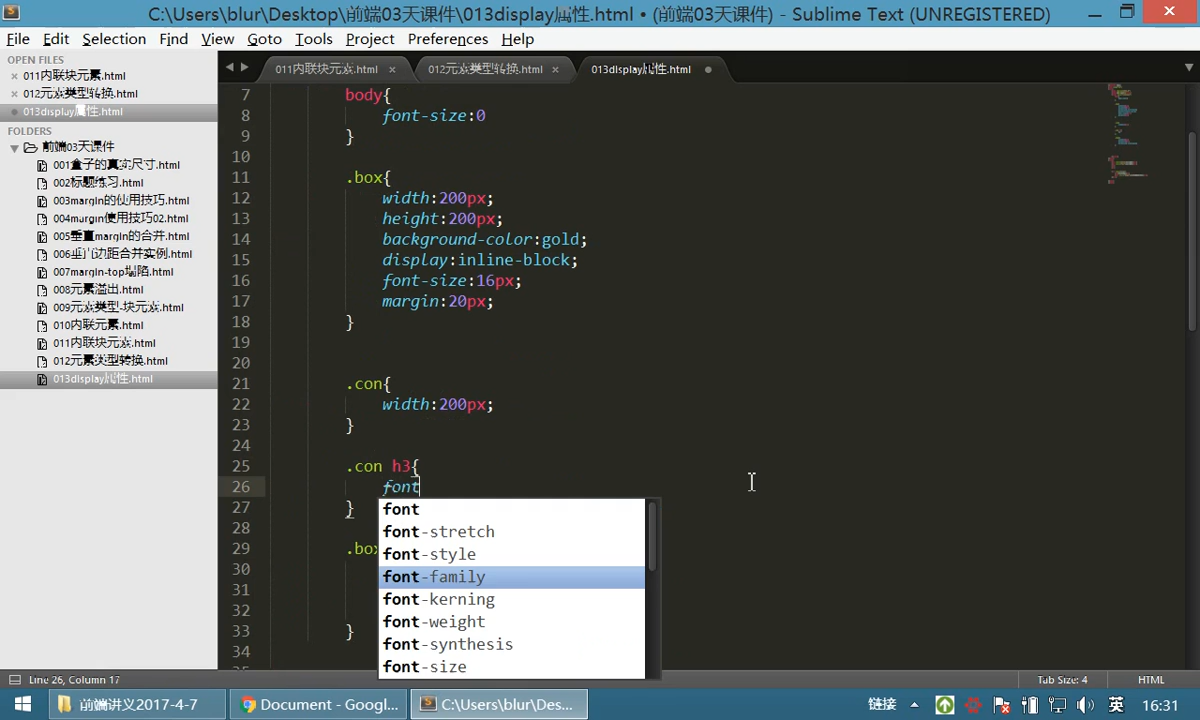 C:\Users\blur\Desktop\前端03天课件\013display属性.html • (前端03天课件) - Sublime Text (UNREGISTERED)
File Edit Selection Find View Goto Tools Project Preferences Help
OPEN FILES
011内联块元素.html
012元素类型转换.html
013display属性.html
FOLDERS
前端03天课件
001盒子的真实尺寸.html
002标题练习.html
003margin的使用技巧.html
004margin使用技巧02.html
005垂直margin的合并.html
006垂直边距合并实例.html
007margin-top塌陷.html
008元素溢出.html
009元素类型-块元素.html
010内联元素.html
011内联块元素.html
012元素类型转换.html
013display属性.html
011内联块元素.html
012元素类型转换.html
013display属性.html
7 body{
8 font-size:0
9 }
10
11 .box{
12 width:200px;
13 height:200px;
14 background-color:gold;
15 display:inline-block;
16 font-size:16px;
17 margin:20px;
18 }
19
20
21 .con{
22 width:200px;
23 }
24
25 .con h3{
26 font
27 }
28
29 .box
30
31
32
33 }
34
font
font-stretch
font-style
font-family
font-kerning
font-weight
font-synthesis
font-size
Line 26, Column 17
Tab Size: 4
HTML
前端讲义2017-4-7
Document - Googl...
C:\Users\blur\Des...
链接
英
16:31